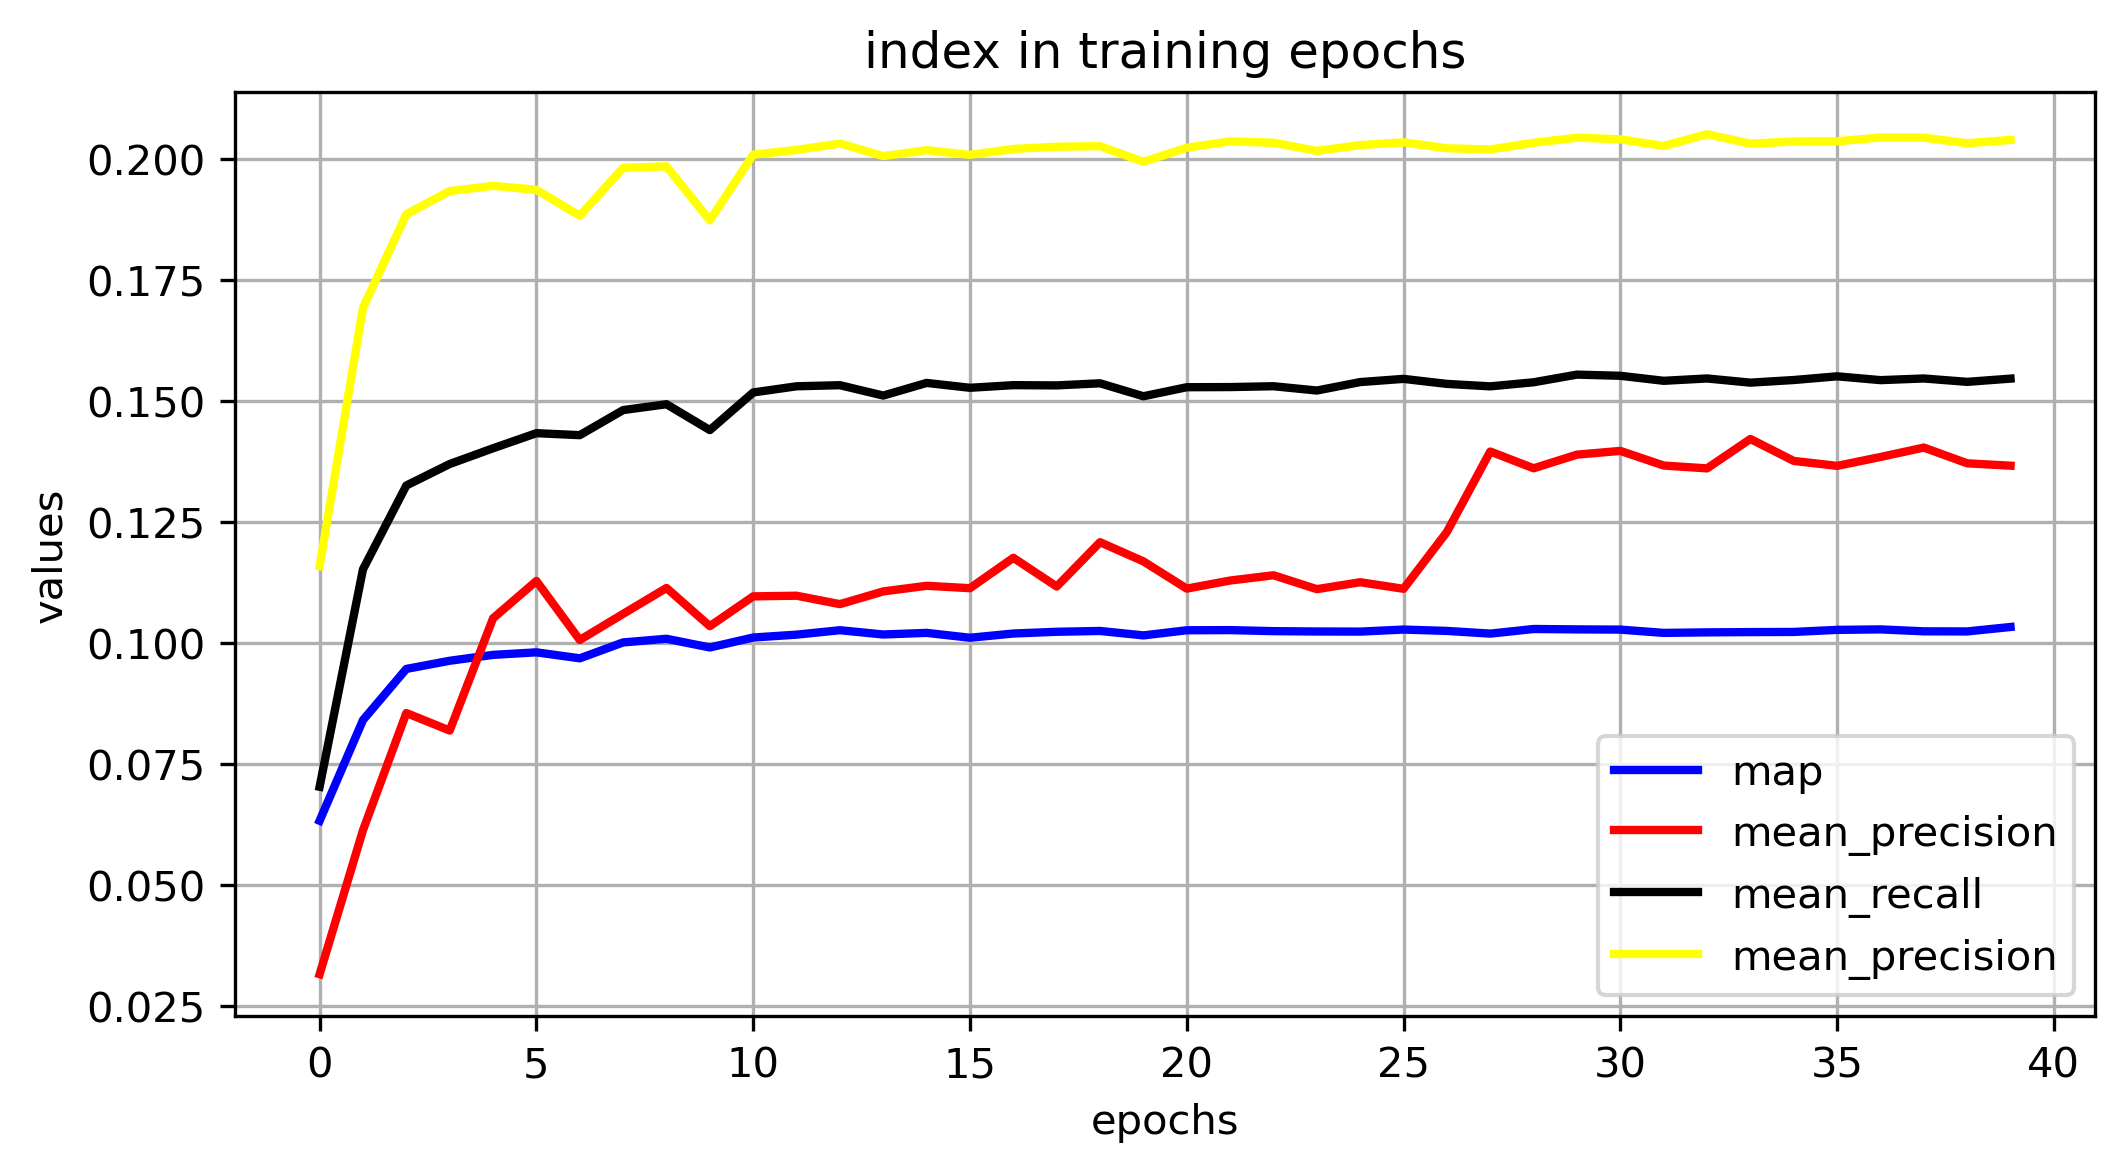 index in training epochs
values
0.200
0.175
0.150
0.125
0.100
0.075
0.050
0.025
map
mean_precision
mean_recall
mean_precision
0 5 10 15 20 25 30 35 40
epochs